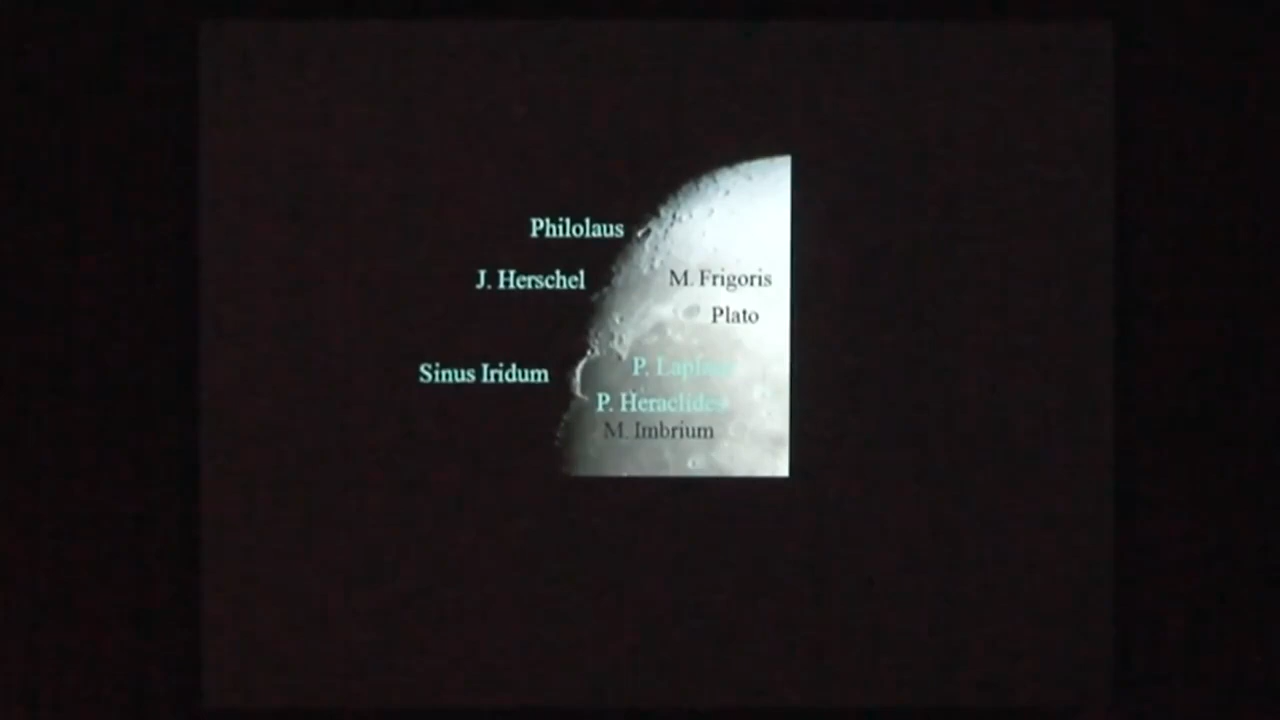 Philolaus
J. Herschel
M. Frigoris
Plato
Sinus Iridum
P. Laplace
P. Heraclides
M. Imbrium